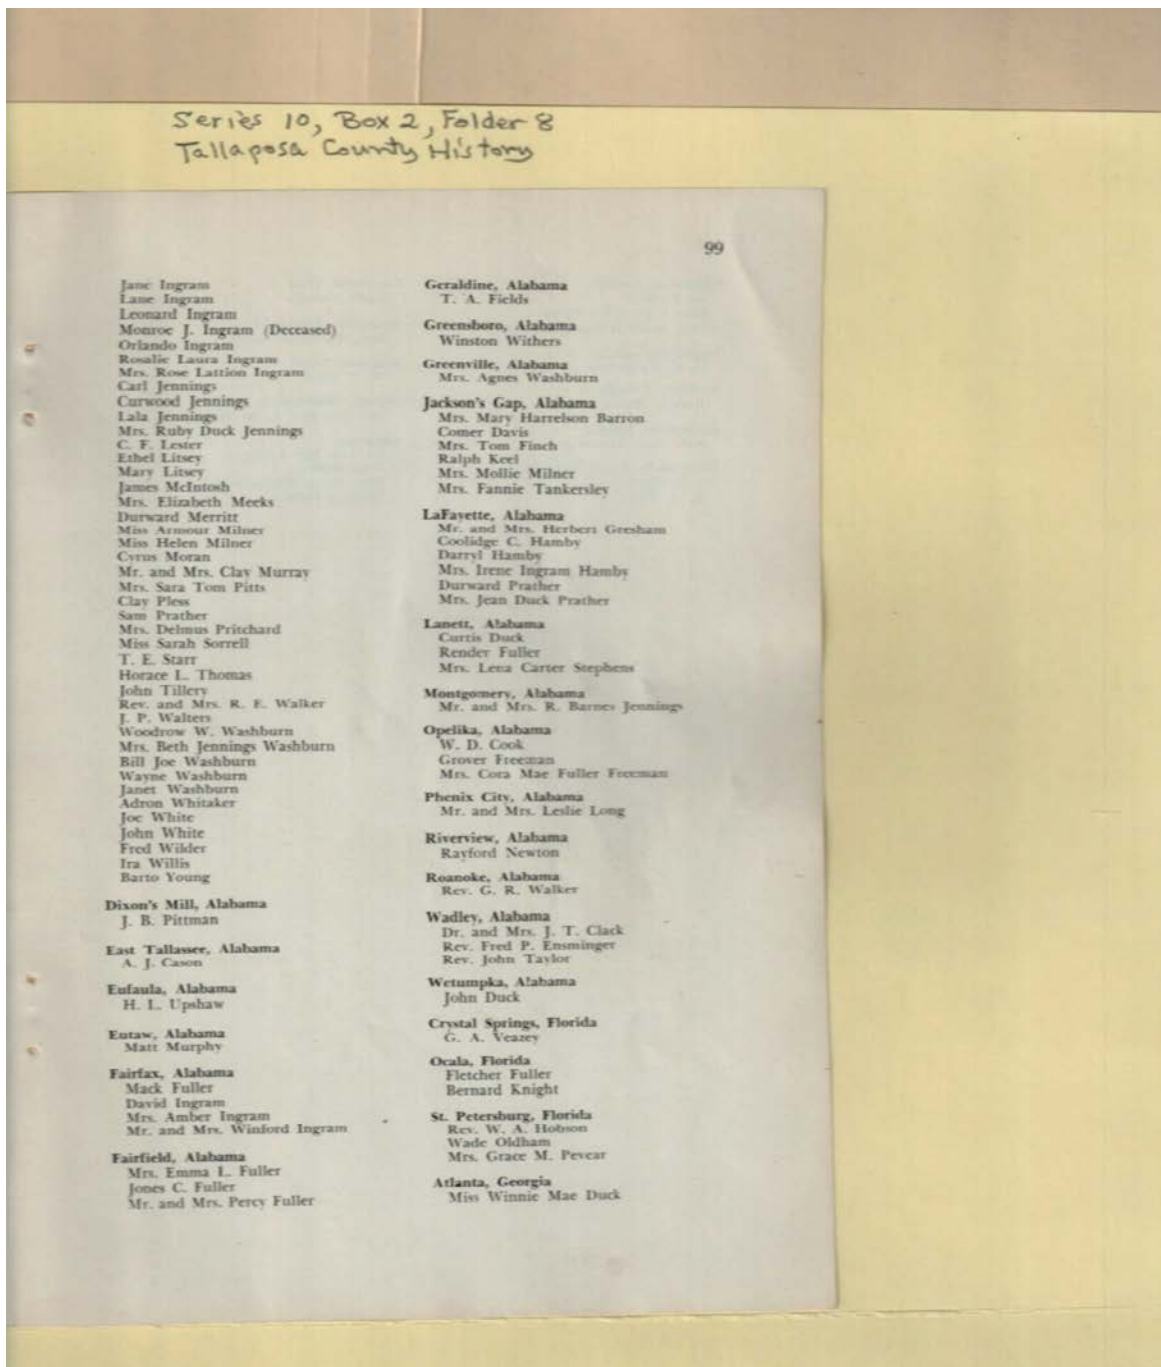 Series 10, Box 2, Folder 8
Tallaposa County History
99
Jane Ingram
Lane Ingram
Leonard Ingram
Monroe J. Ingram (Deceased)
Orlando Ingram
Rosalie Laura Ingram
Mrs. Rose Lattion Ingram
Carl Jennings
Curwood Jennings
Lala Jennings
Mrs. Ruby Duck Jennings
C. F. Lester
Ethel Litsey
Mary Litsey
James McIntosh
Mrs. Elizabeth Meeks
Durward Merritt
Miss Armour Milner
Miss Helen Milner
Cyrus Moran
Mr. and Mrs. Clay Murray
Mrs. Sara Tom Pitts
Clay Pless
Sam Prather
Mrs. Delmus Pritchard
Miss Sarah Sorrell
T. E. Starr
Horace L. Thomas
John Tillery
Rev. and Mrs. R. E. Walker
J. P. Walters
Woodrow W. Washburn
Mrs. Beth Jennings Washburn
Bill Joe Washburn
Wayne Washburn
Janet Washburn
Adron Whitaker
Joe White
John White
Fred Wilder
Ira Willis
Barto Young
Dixon's Mill, Alabama
J. B. Pittman
East Tallassee, Alabama
A. J. Cason
Eufaula, Alabama
H. L. Upshaw
Eutaw, Alabama
Matt Murphy
Fairfax, Alabama
Mack Fuller
David Ingram
Mrs. Amber Ingram
Mr. and Mrs. Winford Ingram
Fairfield, Alabama
Mrs. Emma L. Fuller
Jones C. Fuller
Mr. and Mrs. Percy Fuller
Geraldine, Alabama
T. A. Fields
Greensboro, Alabama
Winston Withers
Greenville, Alabama
Mrs. Agnes Washburn
Jackson's Gap, Alabama
Mrs. Mary Harrelson Barron
Comer Davis
Mrs. Tom Finch
Ralph Keel
Mrs. Mollie Milner
Mrs. Fannie Tankersley
LaFayette, Alabama
Mr. and Mrs. Herbert Gresham
Coolidge C. Hamby
Darryl Hamby
Mrs. Irene Ingram Hamby
Durward Prather
Mrs. Jean Duck Prather
Lanett, Alabama
Curtis Duck
Render Fuller
Mrs. Lena Carter Stephens
Montgomery, Alabama
Mr. and Mrs. R. Barnes Jennings
Opelika, Alabama
W. D. Cook
Grover Freeman
Mrs. Cora Mae Fuller Freeman
Phenix City, Alabama
Mr. and Mrs. Leslie Long
Riverview, Alabama
Rayford Newton
Roanoke, Alabama
Rev. G. R. Walker
Wadley, Alabama
Dr. and Mrs. J. T. Clack
Rev. Fred P. Ensminger
Rev. John Taylor
Wetumpka, Alabama
John Duck
Crystal Springs, Florida
G. A. Veazey
Ocala, Florida
Fletcher Fuller
Bernard Knight
St. Petersburg, Florida
Rev. W. A. Hobson
Wade Oldham
Mrs. Grace M. Pevear
Atlanta, Georgia
Miss Winnie Mae Duck